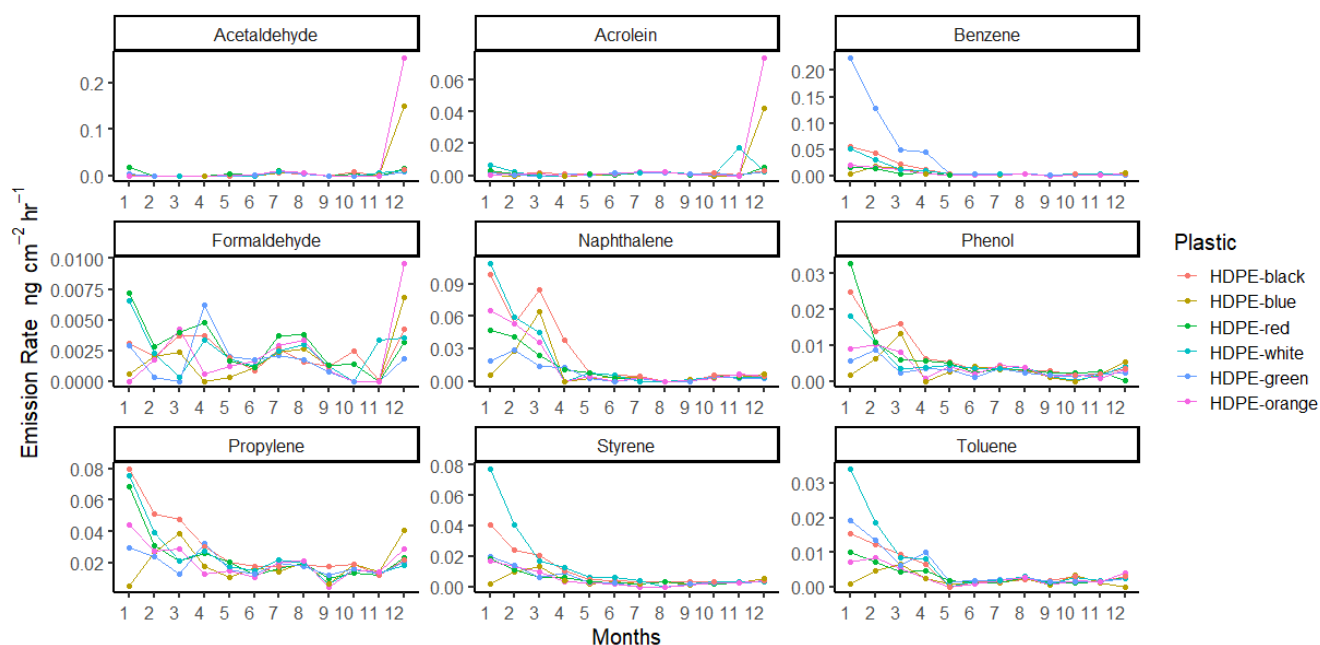 Acetaldehyde Acrolein Benzene
0.2
0.1
0.0
0.06
0.04
0.02
0.00
0.20
0.15
0.10
0.05
0.00
1 2 3 4 5 6 7 8 9 10 11 12
1 2 3 4 5 6 7 8 9 10 11 12
1 2 3 4 5 6 7 8 9 10 11 12
Formaldehyde Naphthalene Phenol
0.0100
0.0075
0.0050
0.0025
0.0000
0.09
0.06
0.03
0.00
0.03
0.02
0.01
0.00
1 2 3 4 5 6 7 8 9 10 11 12
1 2 3 4 5 6 7 8 9 10 11 12
1 2 3 4 5 6 7 8 9 10 11 12
Propylene Styrene Toluene
0.08
0.06
0.04
0.02
0.08
0.06
0.04
0.02
0.00
0.03
0.02
0.01
0.00
1 2 3 4 5 6 7 8 9 10 11 12
1 2 3 4 5 6 7 8 9 10 11 12
1 2 3 4 5 6 7 8 9 10 11 12
Emission Rate ng cm⁻² hr⁻¹
Months
Plastic
HDPE-black
HDPE-blue
HDPE-red
HDPE-white
HDPE-green
HDPE-orange